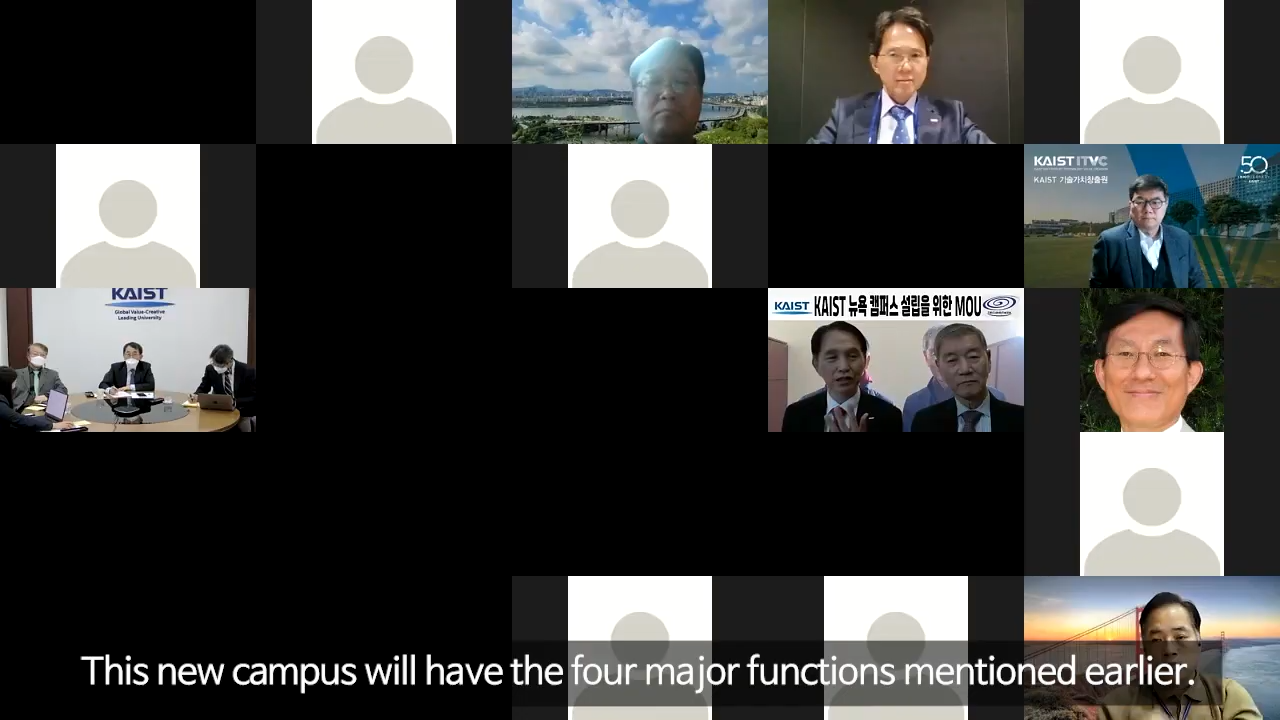 KAIST ITVC
KAIST 기술가치창출원
50
KAIST
Global Value-Creative
Leading University
KAIST
KAIST 뉴욕 캠퍼스 설립을 위한 MOU
This new campus will have the four major functions mentioned earlier.